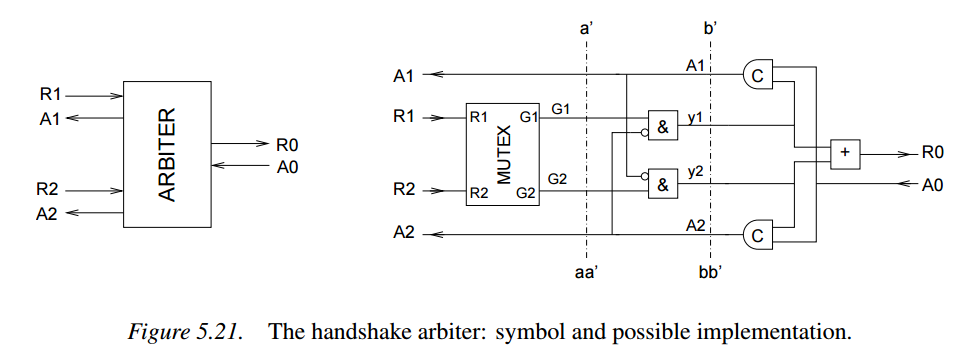 R1
A1
R2
A2
ARBITER
R0
A0
a’
b’
A1
A1
C
R1
R1
G1
G1
&
y1
MUTEX
+
R0
R2
R2
G2
G2
&
y2
A0
A2
A2
C
aa’
bb’
Figure 5.21. The handshake arbiter: symbol and possible implementation.